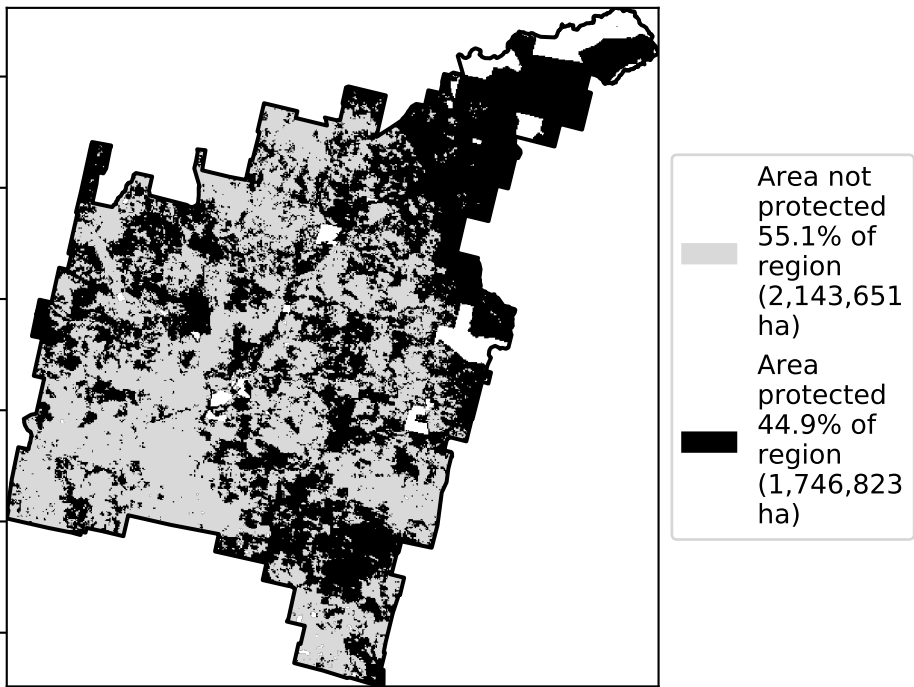 Area not
protected
55.1% of
region
(2,143,651
ha)
Area
protected
44.9% of
region
(1,746,823
ha)